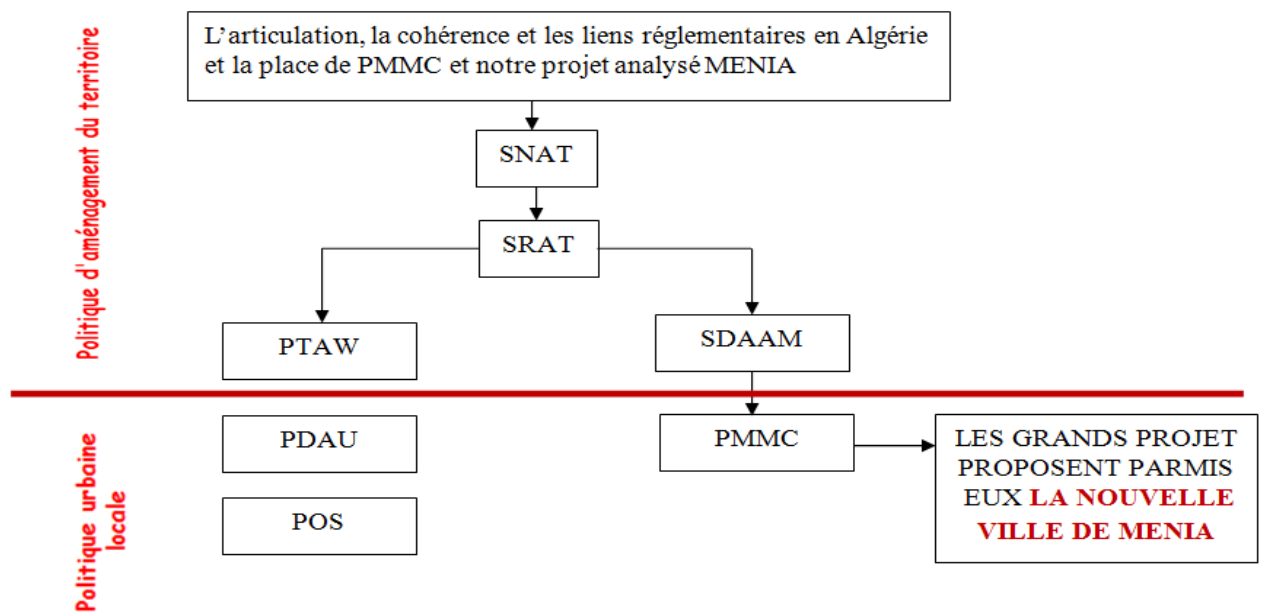 Politique d'aménagement du territoire
L'articulation, la cohérence et les liens réglementaires en Algérie
et la place de PMMC et notre projet analysé MENIA
SNAT
SRAT
PTAW
SDAAM
Politique urbaine
locale
PDAU
POS
PMMC
LES GRANDS PROJET
PROPOSENT PARMIS
EUX LA NOUVELLE
VILLE DE MENIA